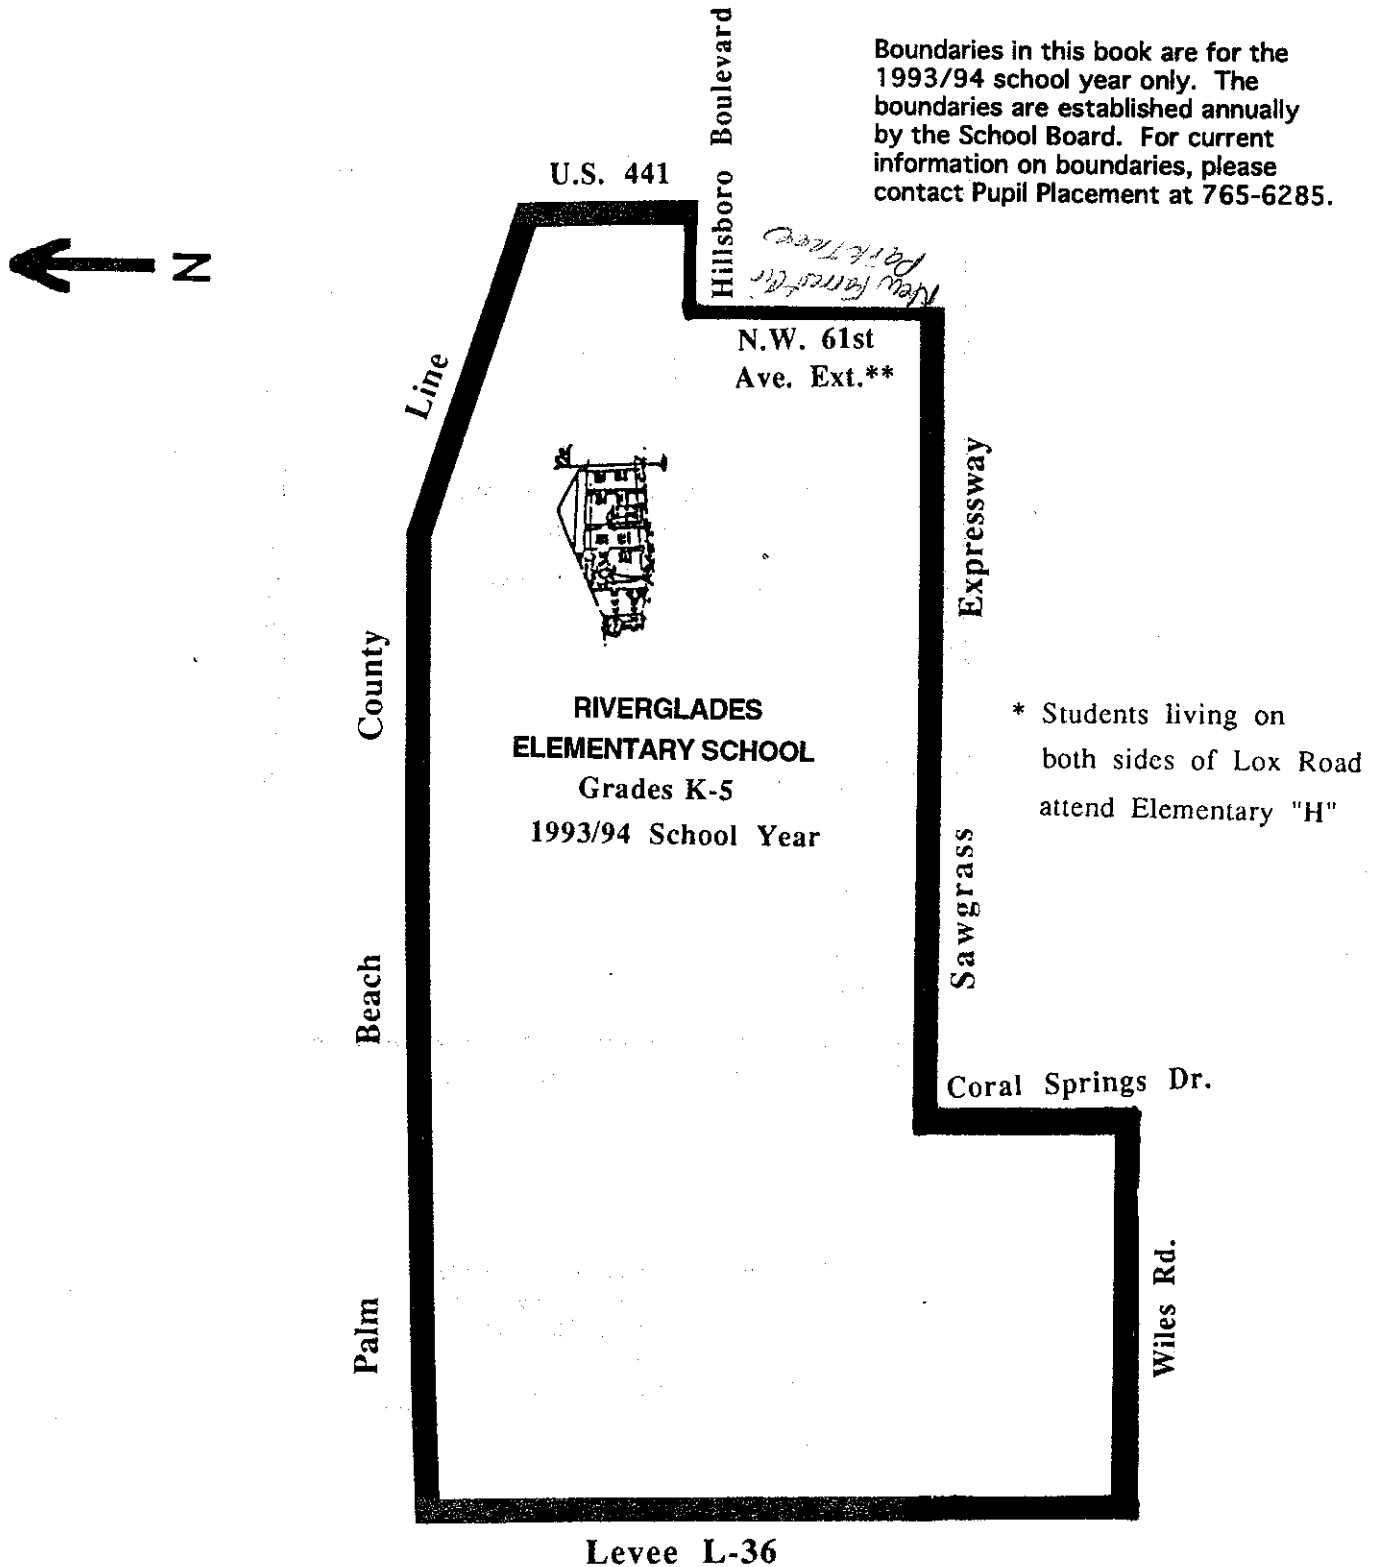 Boundaries in this book are for the
1993/94 school year only. The
boundaries are established annually
by the School Board. For current
information on boundaries, please
contact Pupil Placement at 765-6285.
Hillsboro Boulevard
U.S. 441
N
New
Park Trace
N.W. 61st
Ave. Ext.**
Palm Beach County Line
Sawgrass Expressway
RIVERGLADES
ELEMENTARY SCHOOL
Grades K-5
1993/94 School Year
* Students living on
both sides of Lox Road
attend Elementary "H"
Coral Springs Dr.
Wiles Rd.
Levee L-36